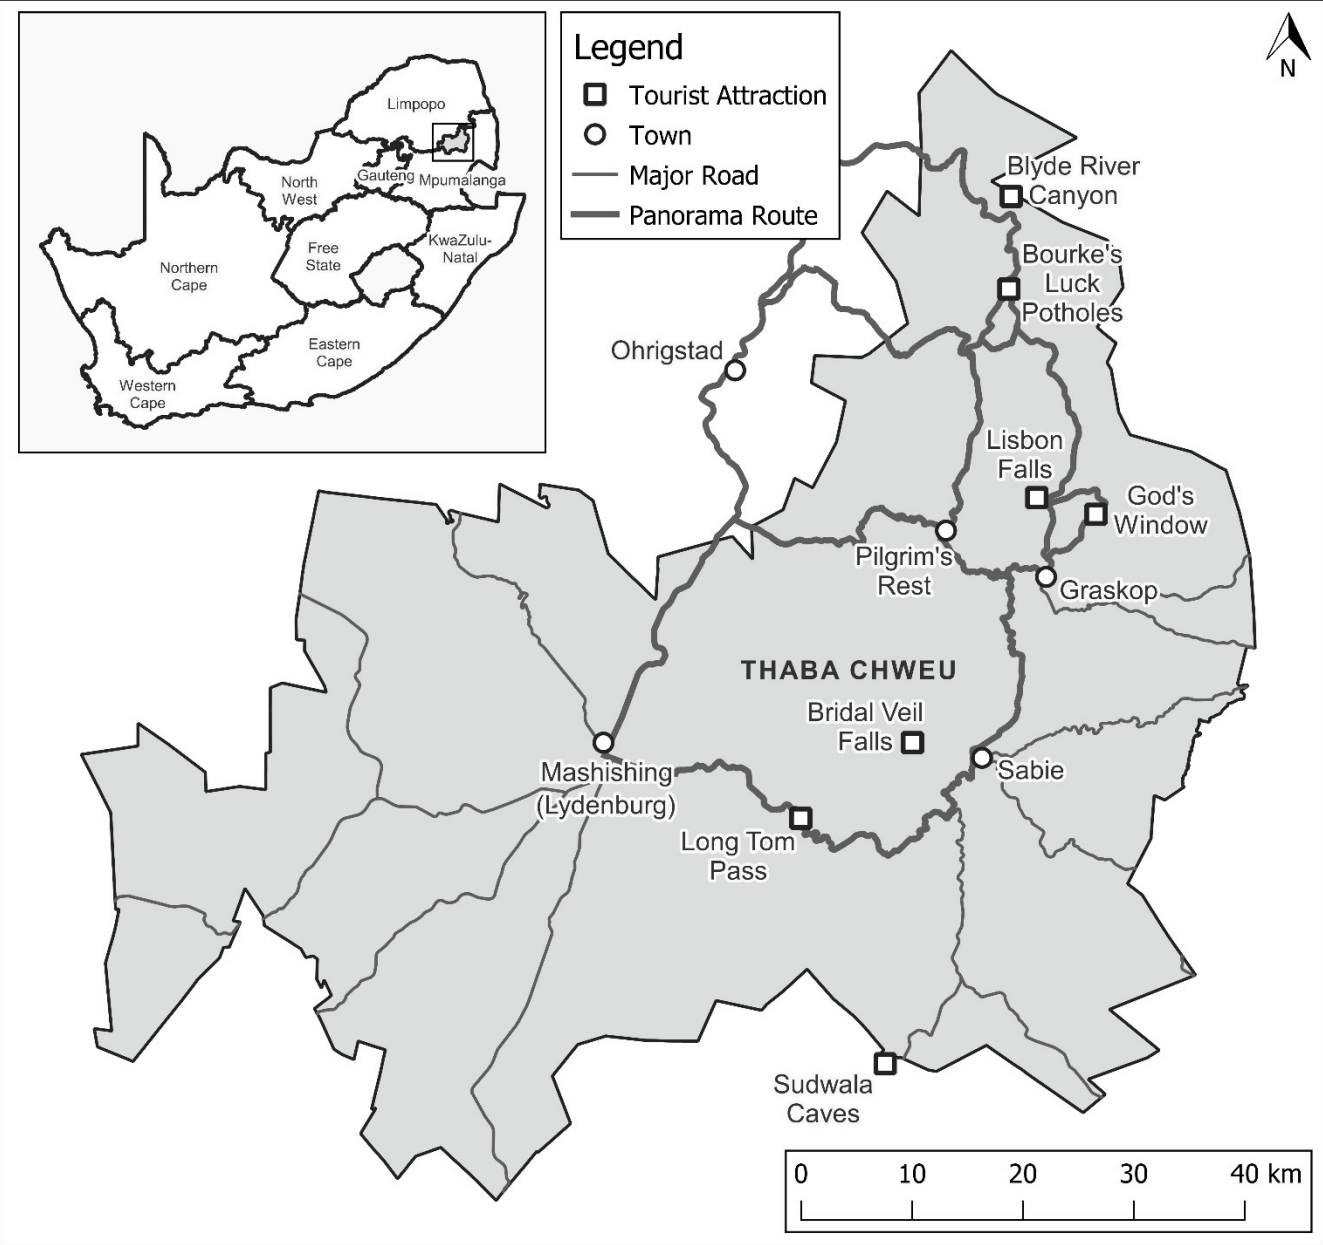 Limpopo
North
West
Gauteng
Mpumalanga
Free
State
KwaZulu-
Natal
Northern
Cape
Eastern
Cape
Western
Cape
Legend
Tourist Attraction
Town
Major Road
Panorama Route
N
Blyde River
Canyon
Bourke's
Luck
Potholes
Ohrigstad
Lisbon
Falls
God's
Window
Pilgrim's
Rest
Graskop
THABA CHWEU
Bridal Veil
Falls
Sabie
Mashishing
(Lydenburg)
Long Tom
Pass
Sudwala
Caves
0 10 20 30 40 km